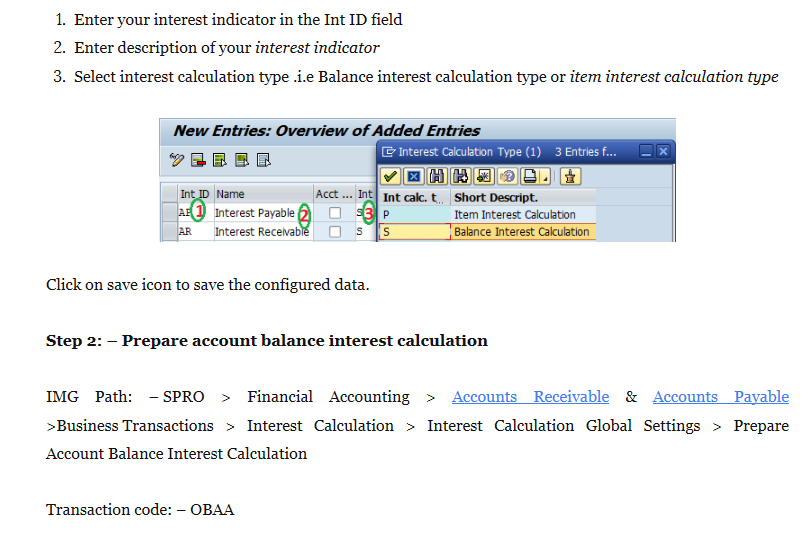 1. Enter your interest indicator in the Int ID field
2. Enter description of your interest indicator
3. Select interest calculation type .i.e Balance interest calculation type or item interest calculation type
New Entries: Overview of Added Entries
Interest Calculation Type (1) 3 Entries f...
Int ID Name Acct ... Int
Int calc. t.. Short Descript.
1 Interest Payable 2 3
P Item Interest Calculation
AR Interest Receivable S
S Balance Interest Calculation
Click on save icon to save the configured data.
Step 2: – Prepare account balance interest calculation
IMG Path: – SPRO > Financial Accounting > Accounts Receivable & Accounts Payable
>Business Transactions > Interest Calculation > Interest Calculation Global Settings > Prepare
Account Balance Interest Calculation
Transaction code: – OBAA